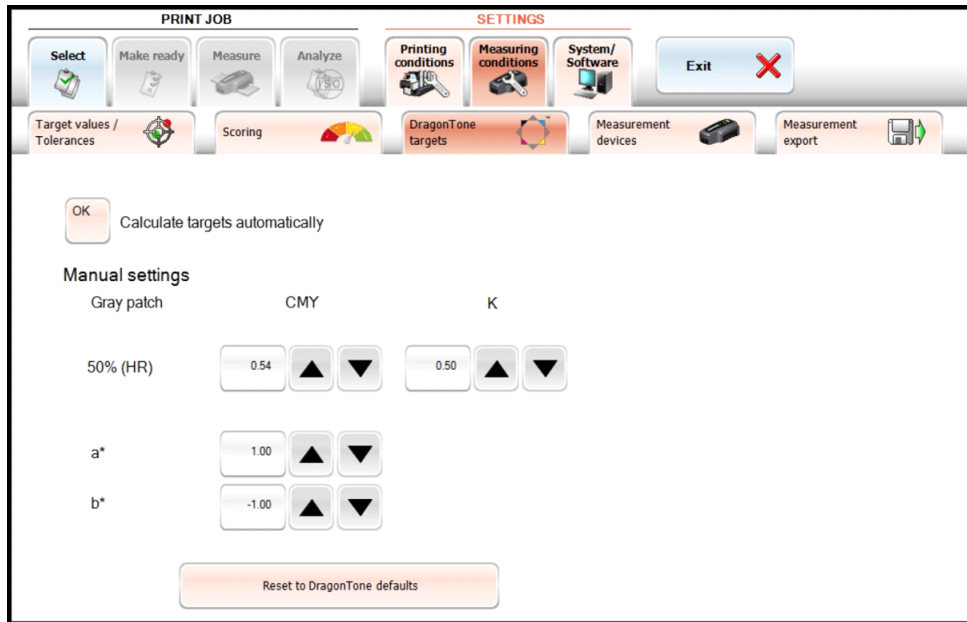 PRINT JOB
SETTINGS
Select
Make ready
Measure
Analyze
Printing
conditions
Measuring
conditions
System/
Software
Exit
Target values /
Tolerances
Scoring
DragonTone
targets
Measurement
devices
Measurement
export
OK
Calculate targets automatically
Manual settings
Gray patch
CMY
K
50% (HR)
0.54
0.50
a*
1.00
b*
-1.00
Reset to DragonTone defaults